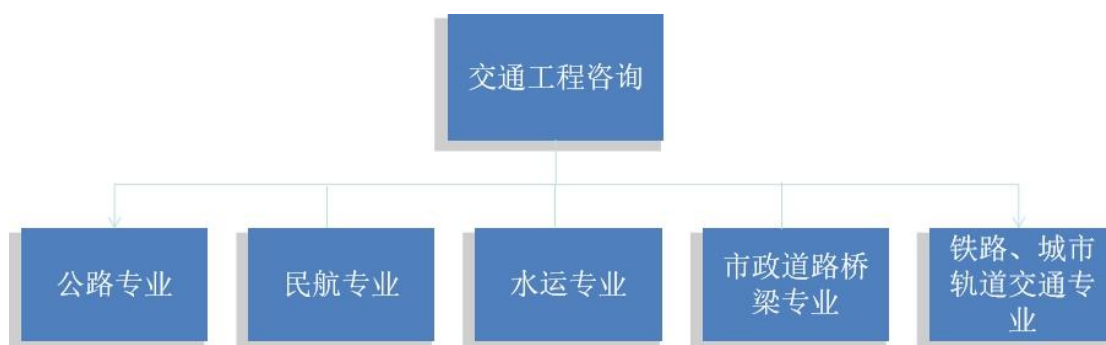 交通工程咨询
公路专业
民航专业
水运专业
市政道路桥
梁专业
铁路、城市
轨道交通专
业